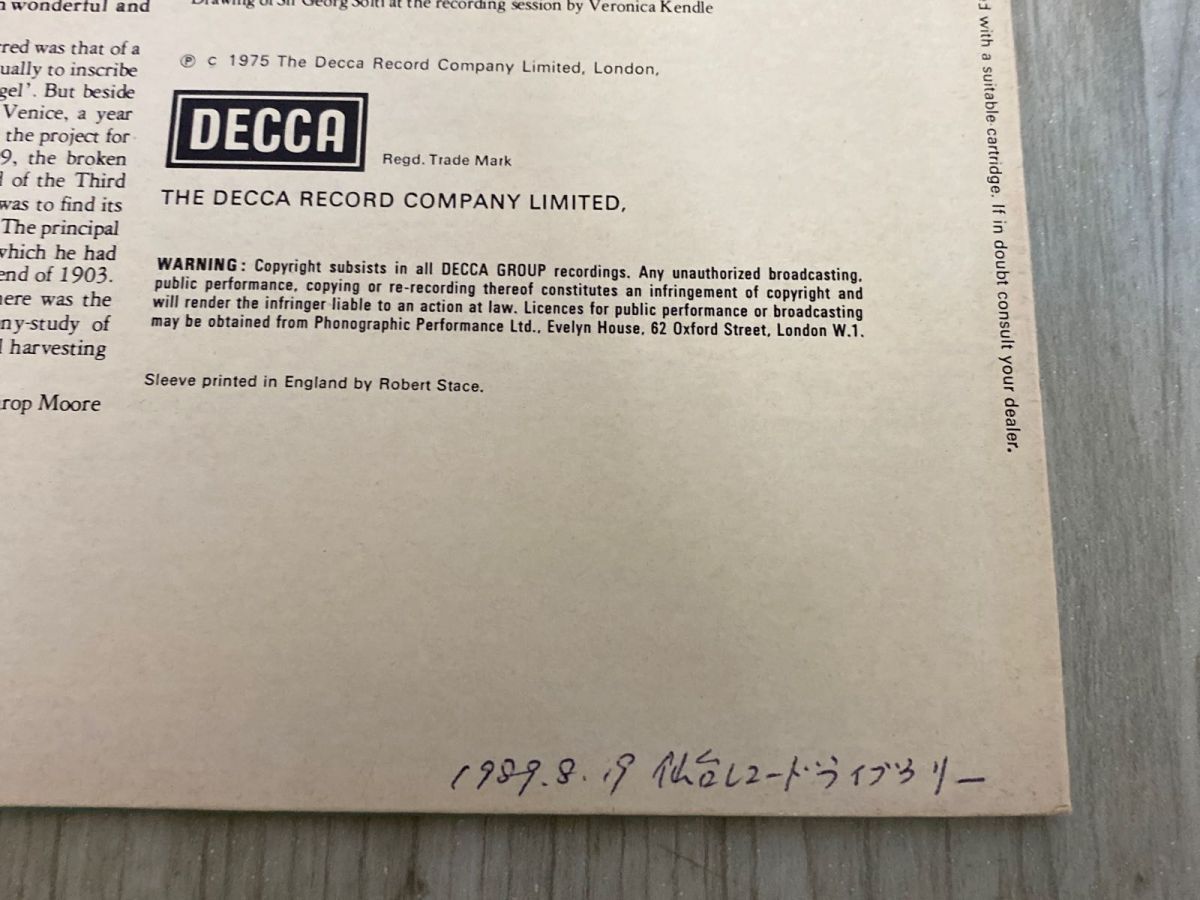 n wonderful and
rred was that of a
ually to inscribe
gel'. But beside
Venice, a year
the project for
9, the broken
l of the Third
was to find its
The principal
which he had
end of 1903.
here was the
ny-study of
l harvesting
rop Moore
Drawing of Sir Georg Solti at the recording session by Veronica Kendle
℗ c 1975 The Decca Record Company Limited, London,
DECCA
Regd. Trade Mark
THE DECCA RECORD COMPANY LIMITED,
WARNING: Copyright subsists in all DECCA GROUP recordings. Any unauthorized broadcasting,
public performance, copying or re-recording thereof constitutes an infringement of copyright and
will render the infringer liable to an action at law. Licences for public performance or broadcasting
may be obtained from Phonographic Performance Ltd., Evelyn House, 62 Oxford Street, London W.1.
Sleeve printed in England by Robert Stace.
with a suitable cartridge. If in doubt consult your dealer.
1989.8.19 仙台レコードライブラリー